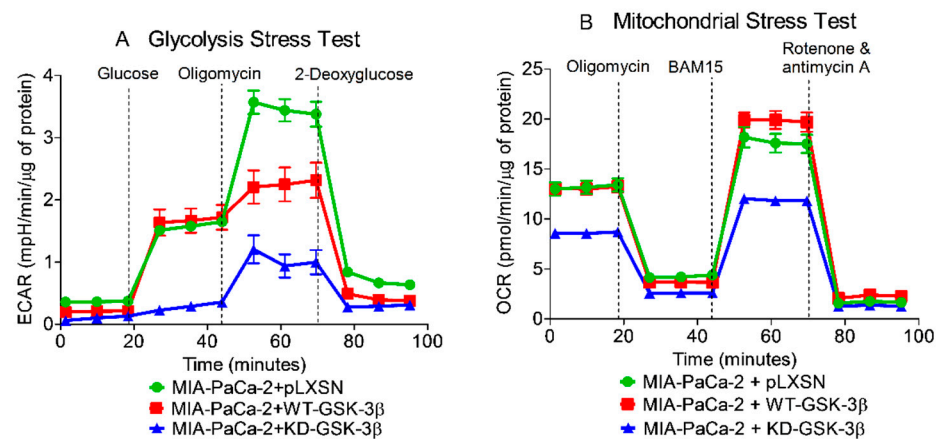 A Glycolysis Stress Test
Glucose Oligomycin 2-Deoxyglucose
ECAR (mpH/min/µg of protein)
4
3
2
1
0
0 20 40 60 80 100
Time (minutes)
MIA-PaCa-2+pLXSN
MIA-PaCa-2+WT-GSK-3β
MIA-PaCa-2+KD-GSK-3β
B Mitochondrial Stress Test
Oligomycin BAM15 Rotenone &
antimycin A
OCR (pmol/min/µg of protein)
25
20
15
10
5
0
0 20 40 60 80 100
Time (minutes)
MIA-PaCa-2 + pLXSN
MIA-PaCa-2 + WT-GSK-3β
MIA-PaCa-2 + KD-GSK-3β